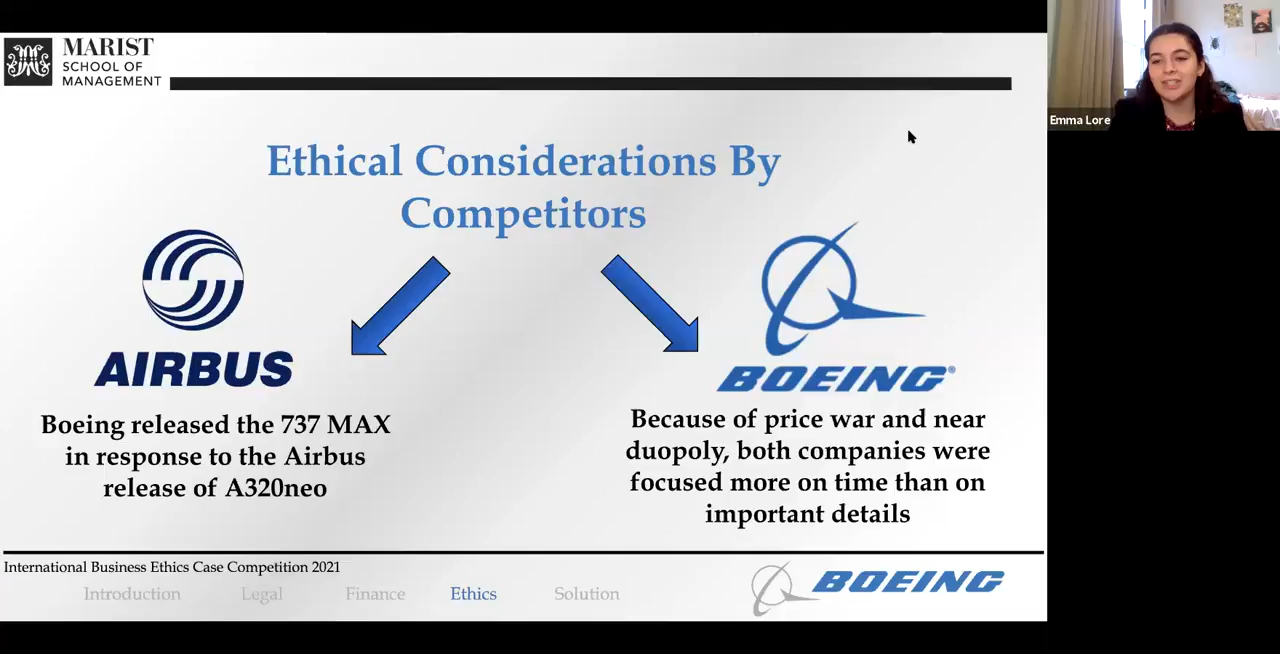 MARIST
SCHOOL OF
MANAGEMENT
Emma Lore
Ethical Considerations By
Competitors
AIRBUS
BOEING®
Boeing released the 737 MAX
in response to the Airbus
release of A320neo
Because of price war and near
duopoly, both companies were
focused more on time than on
important details
International Business Ethics Case Competition 2021
Introduction Legal Finance Ethics Solution
BOEING